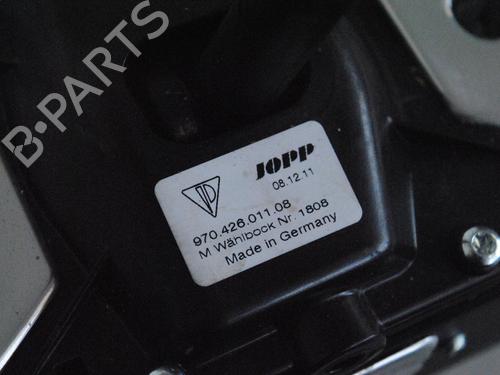 B-PARTS
JOPP
08.12.11
970.426.011.08
M Wählbock Nr. 1808
Made in Germany